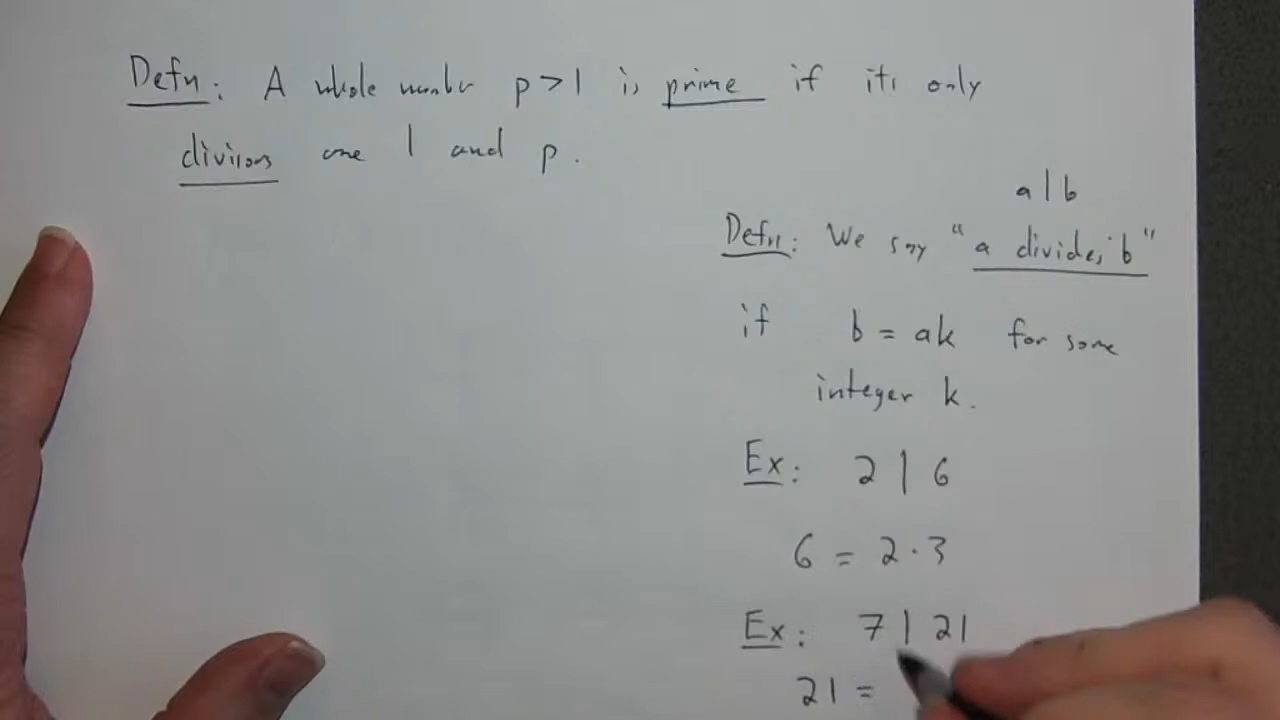 Defn: A whole number p > 1 is prime if its only
divisors are 1 and p.
a | b
Defn: We say "a divides b"
if b = ak for some
integer k.
Ex: 2 | 6
6 = 2 · 3
Ex: 7 | 21
21 =